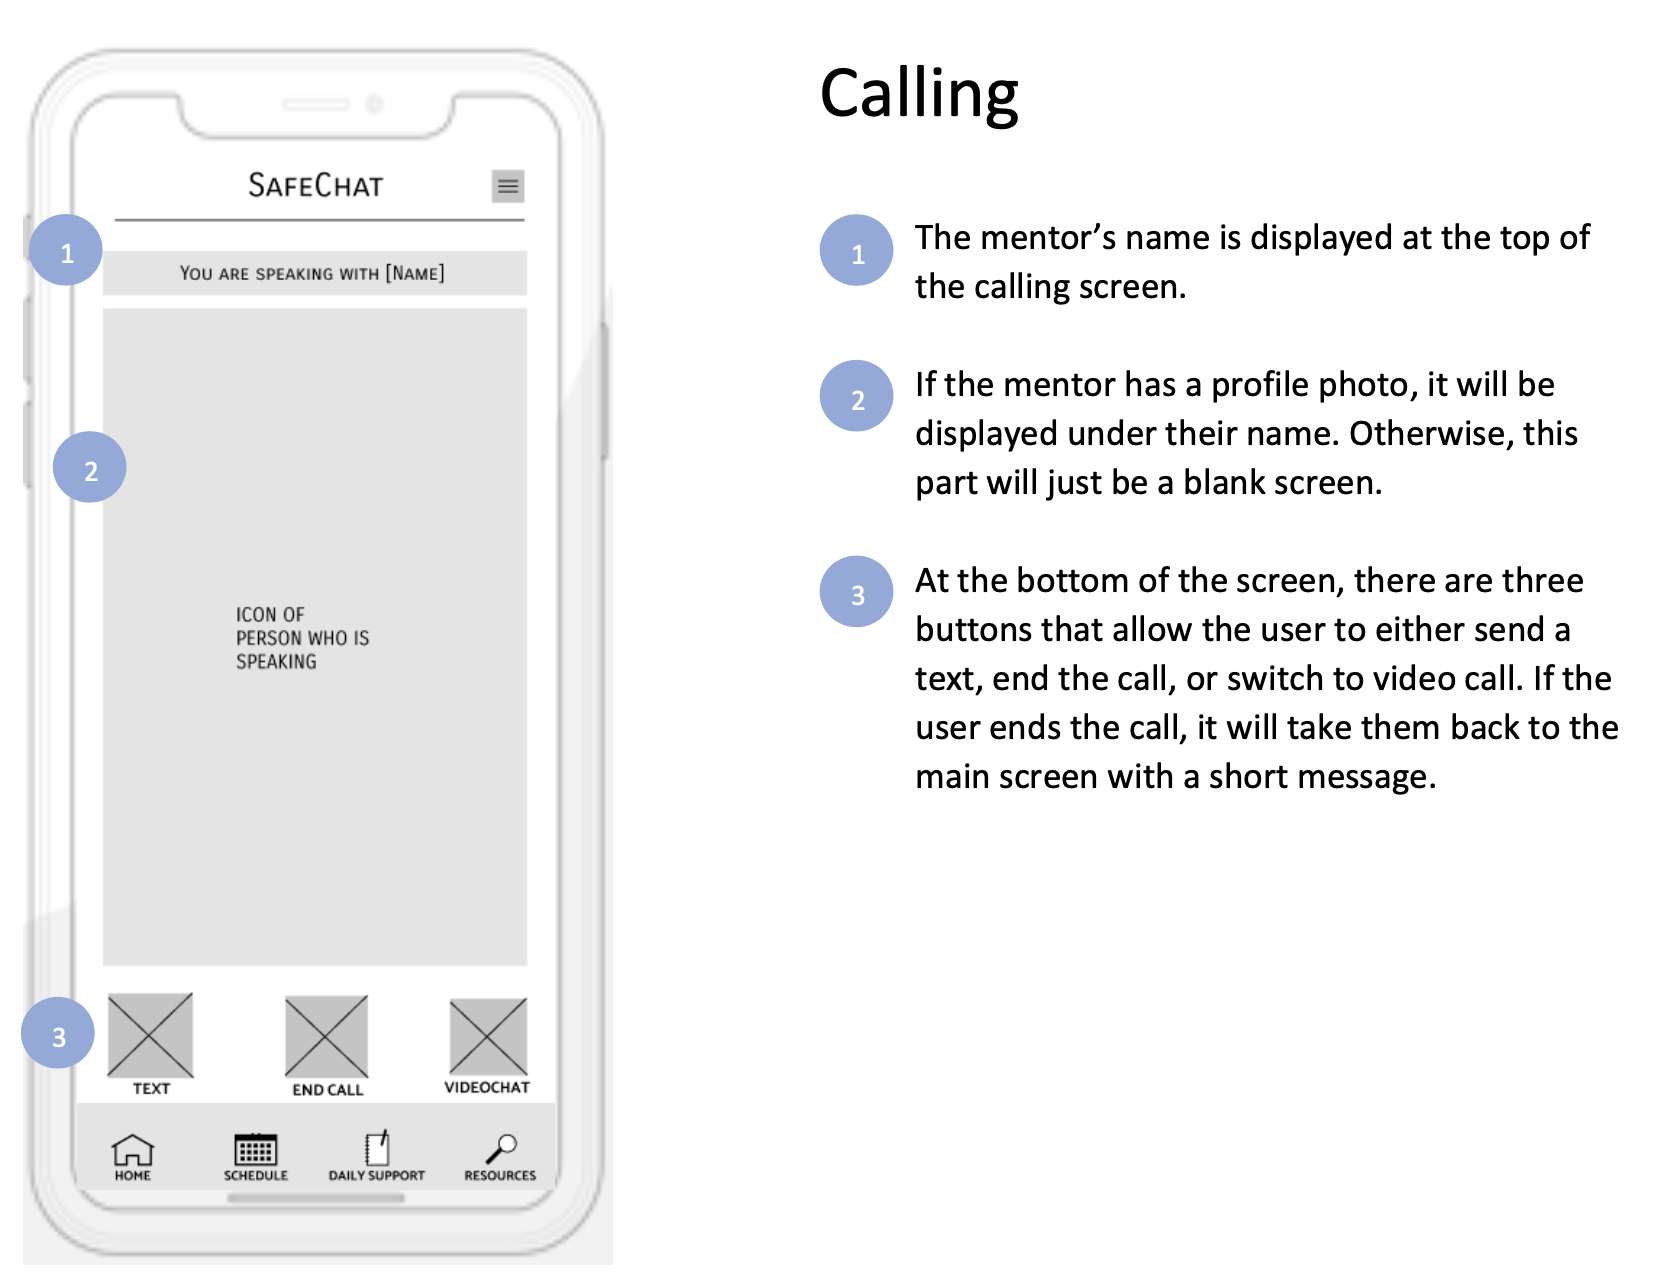 Calling
SafeChat
1
You are speaking with [Name]
2
ICON OF
PERSON WHO IS
SPEAKING
3
TEXT
END CALL
VIDEOCHAT
HOME
SCHEDULE
DAILY SUPPORT
RESOURCES
1
The mentor’s name is displayed at the top of
the calling screen.
2
If the mentor has a profile photo, it will be
displayed under their name. Otherwise, this
part will just be a blank screen.
3
At the bottom of the screen, there are three
buttons that allow the user to either send a
text, end the call, or switch to video call. If the
user ends the call, it will take them back to the
main screen with a short message.